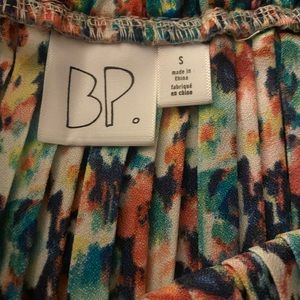 BP.
S
made in
China
fabriqué
en chine